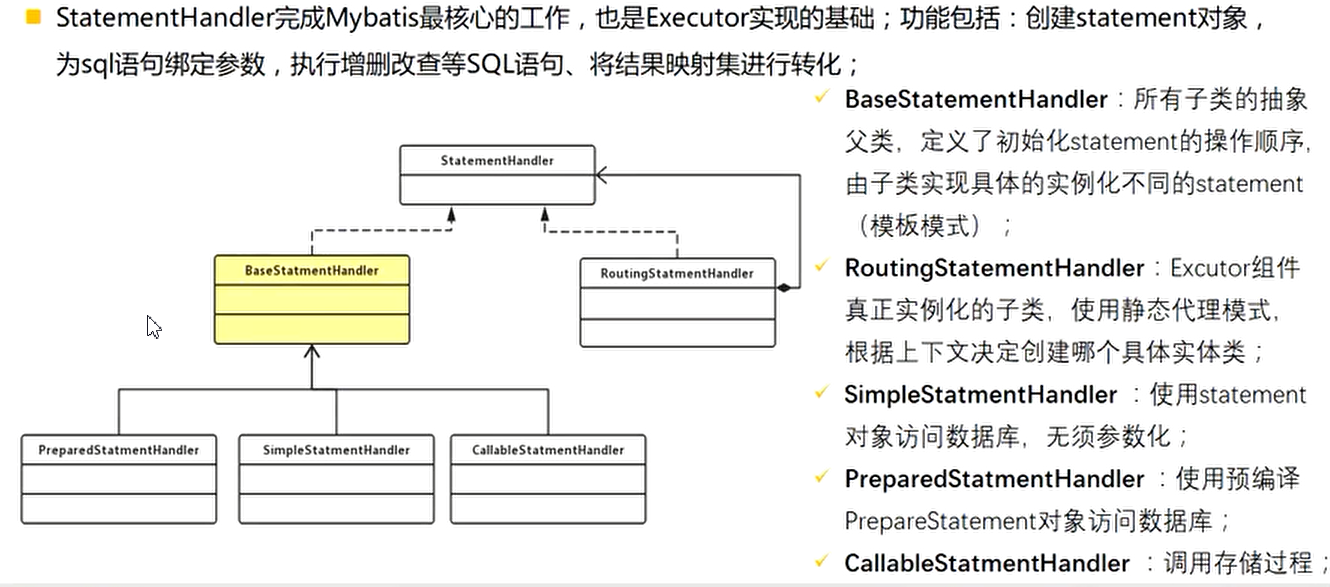 StatementHandler完成Mybatis最核心的工作，也是Executor实现的基础；功能包括：创建statement对象，
为sql语句绑定参数，执行增删改查等SQL语句、将结果映射集进行转化；
StatementHandler
BaseStatmentHandler
RoutingStatmentHandler
PreparedStatmentHandler
SimpleStatmentHandler
CallableStatmentHandler
BaseStatementHandler：所有子类的抽象
父类，定义了初始化statement的操作顺序，
由子类实现具体的实例化不同的statement
（模板模式）；
RoutingStatementHandler：Excutor组件
真正实例化的子类，使用静态代理模式，
根据上下文决定创建哪个具体实体类；
SimpleStatmentHandler ：使用statement
对象访问数据库，无须参数化；
PreparedStatmentHandler ：使用预编译
PrepareStatement对象访问数据库；
CallableStatmentHandler ：调用存储过程；